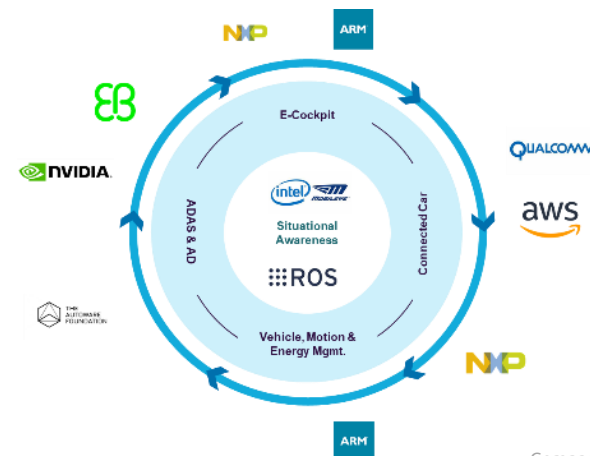 NXP
ARM
EB
E-Cockpit
NVIDIA.
QUALCOMM
intel
MOBILEYE
aws
ADAS & AD
Situational
Awareness
Connected Car
ROS
THE
AUTOWARE
FOUNDATION
Vehicle, Motion &
Energy Mgmt.
NXP
ARM